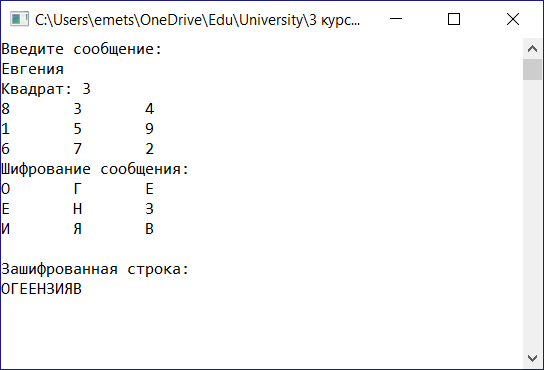 C:\Users\emets\OneDrive\Edu\University\3 курс...
Введите сообщение:
Евгения
Квадрат: 3
8 3 4
1 5 9
6 7 2
Шифрование сообщения:
О Г Е
Е Н З
И Я В
Зашифрованная строка:
ОГЕЕНЗИЯВ